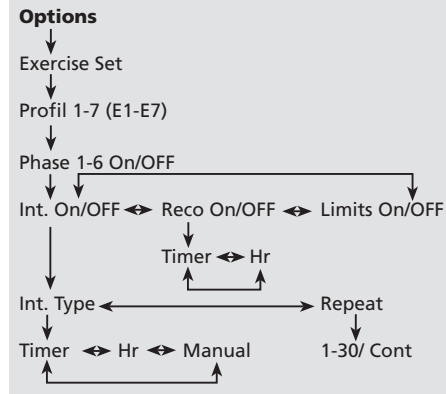 Options
Exercise Set
Profil 1-7 (E1-E7)
Phase 1-6 On/OFF
Int. On/OFF Reco On/OFF Limits On/OFF
Timer Hr
Int. Type Repeat
Timer Hr Manual 1-30/ Cont